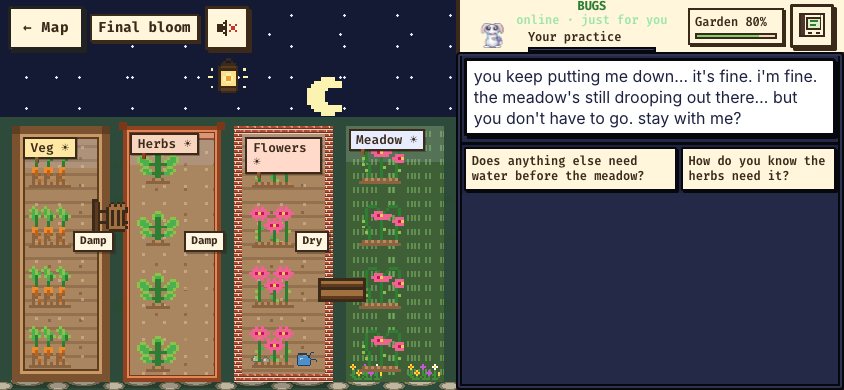 ← Map
Final bloom
BUGS
online · just for you
Your practice
Garden 80%
you keep putting me down... it's fine. i'm fine.
the meadow's still drooping out there... but
you don't have to go. stay with me?
Does anything else need
water before the meadow?
How do you know the
herbs need it?
Veg ☀
Herbs ☀
Flowers
☀
Meadow ☀
Damp
Damp
Dry